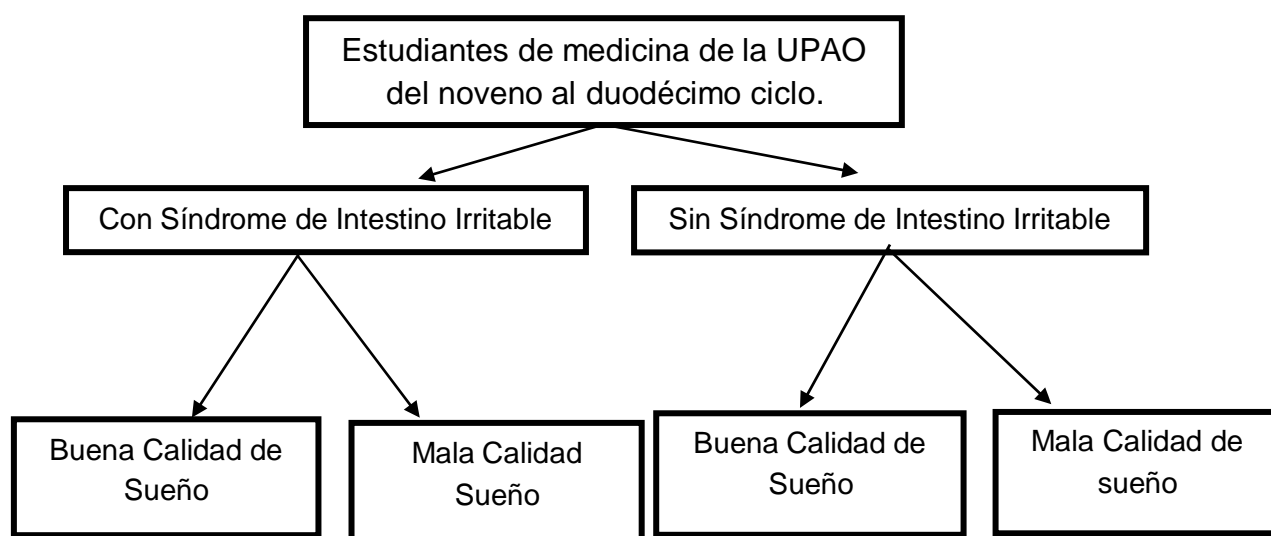 Estudiantes de medicina de la UPAO
del noveno al duodécimo ciclo.
Con Síndrome de Intestino Irritable
Sin Síndrome de Intestino Irritable
Buena Calidad de
Sueño
Mala Calidad
Sueño
Buena Calidad de
Sueño
Mala Calidad de
sueño